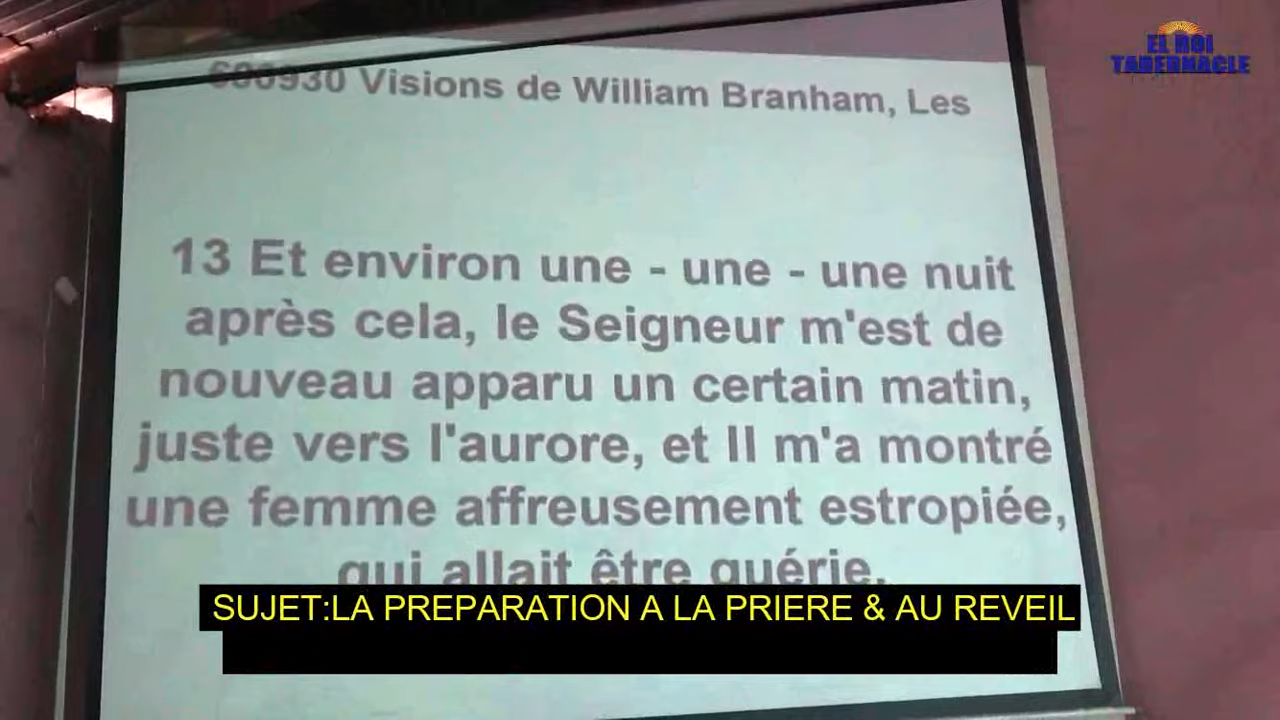 EL ROI
TABERNACLE
600930 Visions de William Branham, Les
13 Et environ une - une - une nuit
après cela, le Seigneur m'est de
nouveau apparu un certain matin,
juste vers l'aurore, et Il m'a montré
une femme affreusement estropiée,
qui allait être guérie.
SUJET:LA PREPARATION A LA PRIERE & AU REVEIL